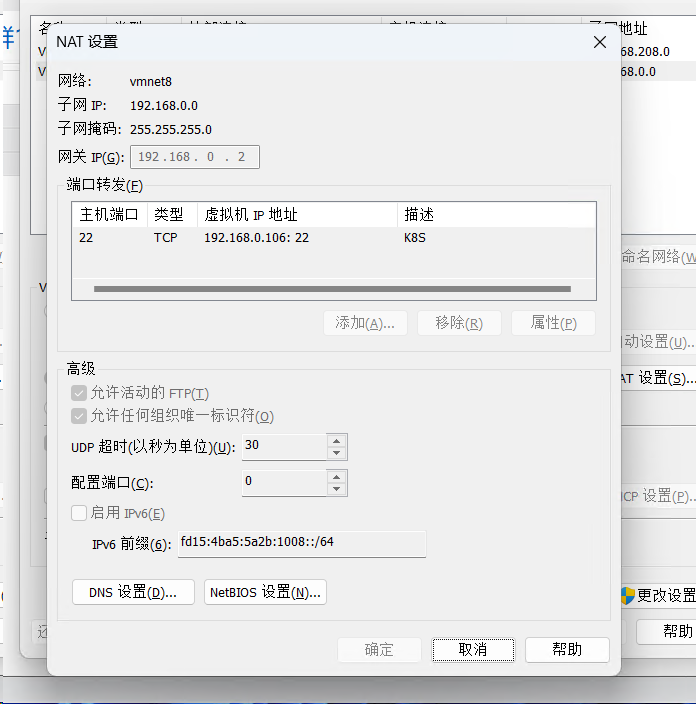 子网地址
NAT 设置
68.208.0
68.0.0
网络: vmnet8
子网 IP: 192.168.0.0
子网掩码: 255.255.255.0
网关 IP(G): 192.168. 0 . 2
端口转发(F)
主机端口 类型 虚拟机 IP 地址 描述
22 TCP 192.168.0.106: 22 K8S
命名网络(W
添加(A)... 移除(R) 属性(P)
动设置(U)...
高级
AT 设置(S)...
允许活动的 FTP(T)
允许任何组织唯一标识符(O)
UDP 超时(以秒为单位)(U): 30
配置端口(C): 0
CP 设置(P)...
启用 IPv6(E)
IPv6 前缀(6): fd15:4ba5:5a2b:1008::/64
DNS 设置(D)... NetBIOS 设置(N)...
更改设置
还
帮助
确定 取消 帮助